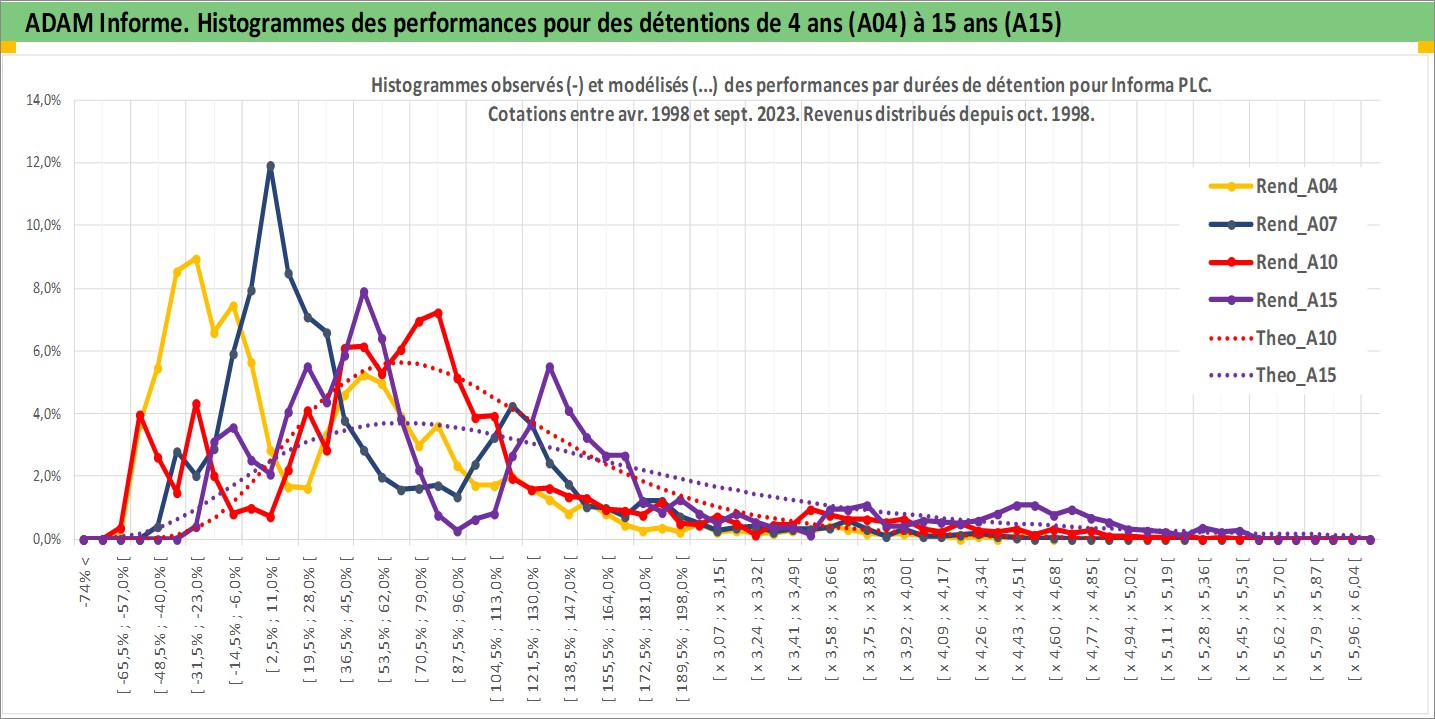 ADAM Informe. Histogrammes des performances pour des détentions de 4 ans (A04) à 15 ans (A15)
Histogrammes observés (-) et modélisés (...) des performances par durées de détention pour Informa PLC.
Cotations entre avr. 1998 et sept. 2023. Revenus distribués depuis oct. 1998.
14,0%
12,0%
10,0%
8,0%
6,0%
4,0%
2,0%
0,0%
Rend_A04
Rend_A07
Rend_A10
Rend_A15
Theo_A10
Theo_A15
-74% <
[ -65,5% ; -57,0% [
[ -48,5% ; -40,0% [
[ -31,5% ; -23,0% [
[ -14,5% ; -6,0% [
[ 2,5% ; 11,0% [
[ 19,5% ; 28,0% [
[ 36,5% ; 45,0% [
[ 53,5% ; 62,0% [
[ 70,5% ; 79,0% [
[ 87,5% ; 96,0% [
[ 104,5% ; 113,0% [
[ 121,5% ; 130,0% [
[ 138,5% ; 147,0% [
[ 155,5% ; 164,0% [
[ 172,5% ; 181,0% [
[ 189,5% ; 198,0% [
[ x 3,07 ; x 3,15 [
[ x 3,24 ; x 3,32 [
[ x 3,41 ; x 3,49 [
[ x 3,58 ; x 3,66 [
[ x 3,75 ; x 3,83 [
[ x 3,92 ; x 4,00 [
[ x 4,09 ; x 4,17 [
[ x 4,26 ; x 4,34 [
[ x 4,43 ; x 4,51 [
[ x 4,60 ; x 4,68 [
[ x 4,77 ; x 4,85 [
[ x 4,94 ; x 5,02 [
[ x 5,11 ; x 5,19 [
[ x 5,28 ; x 5,36 [
[ x 5,45 ; x 5,53 [
[ x 5,62 ; x 5,70 [
[ x 5,79 ; x 5,87 [
[ x 5,96 ; x 6,04 [